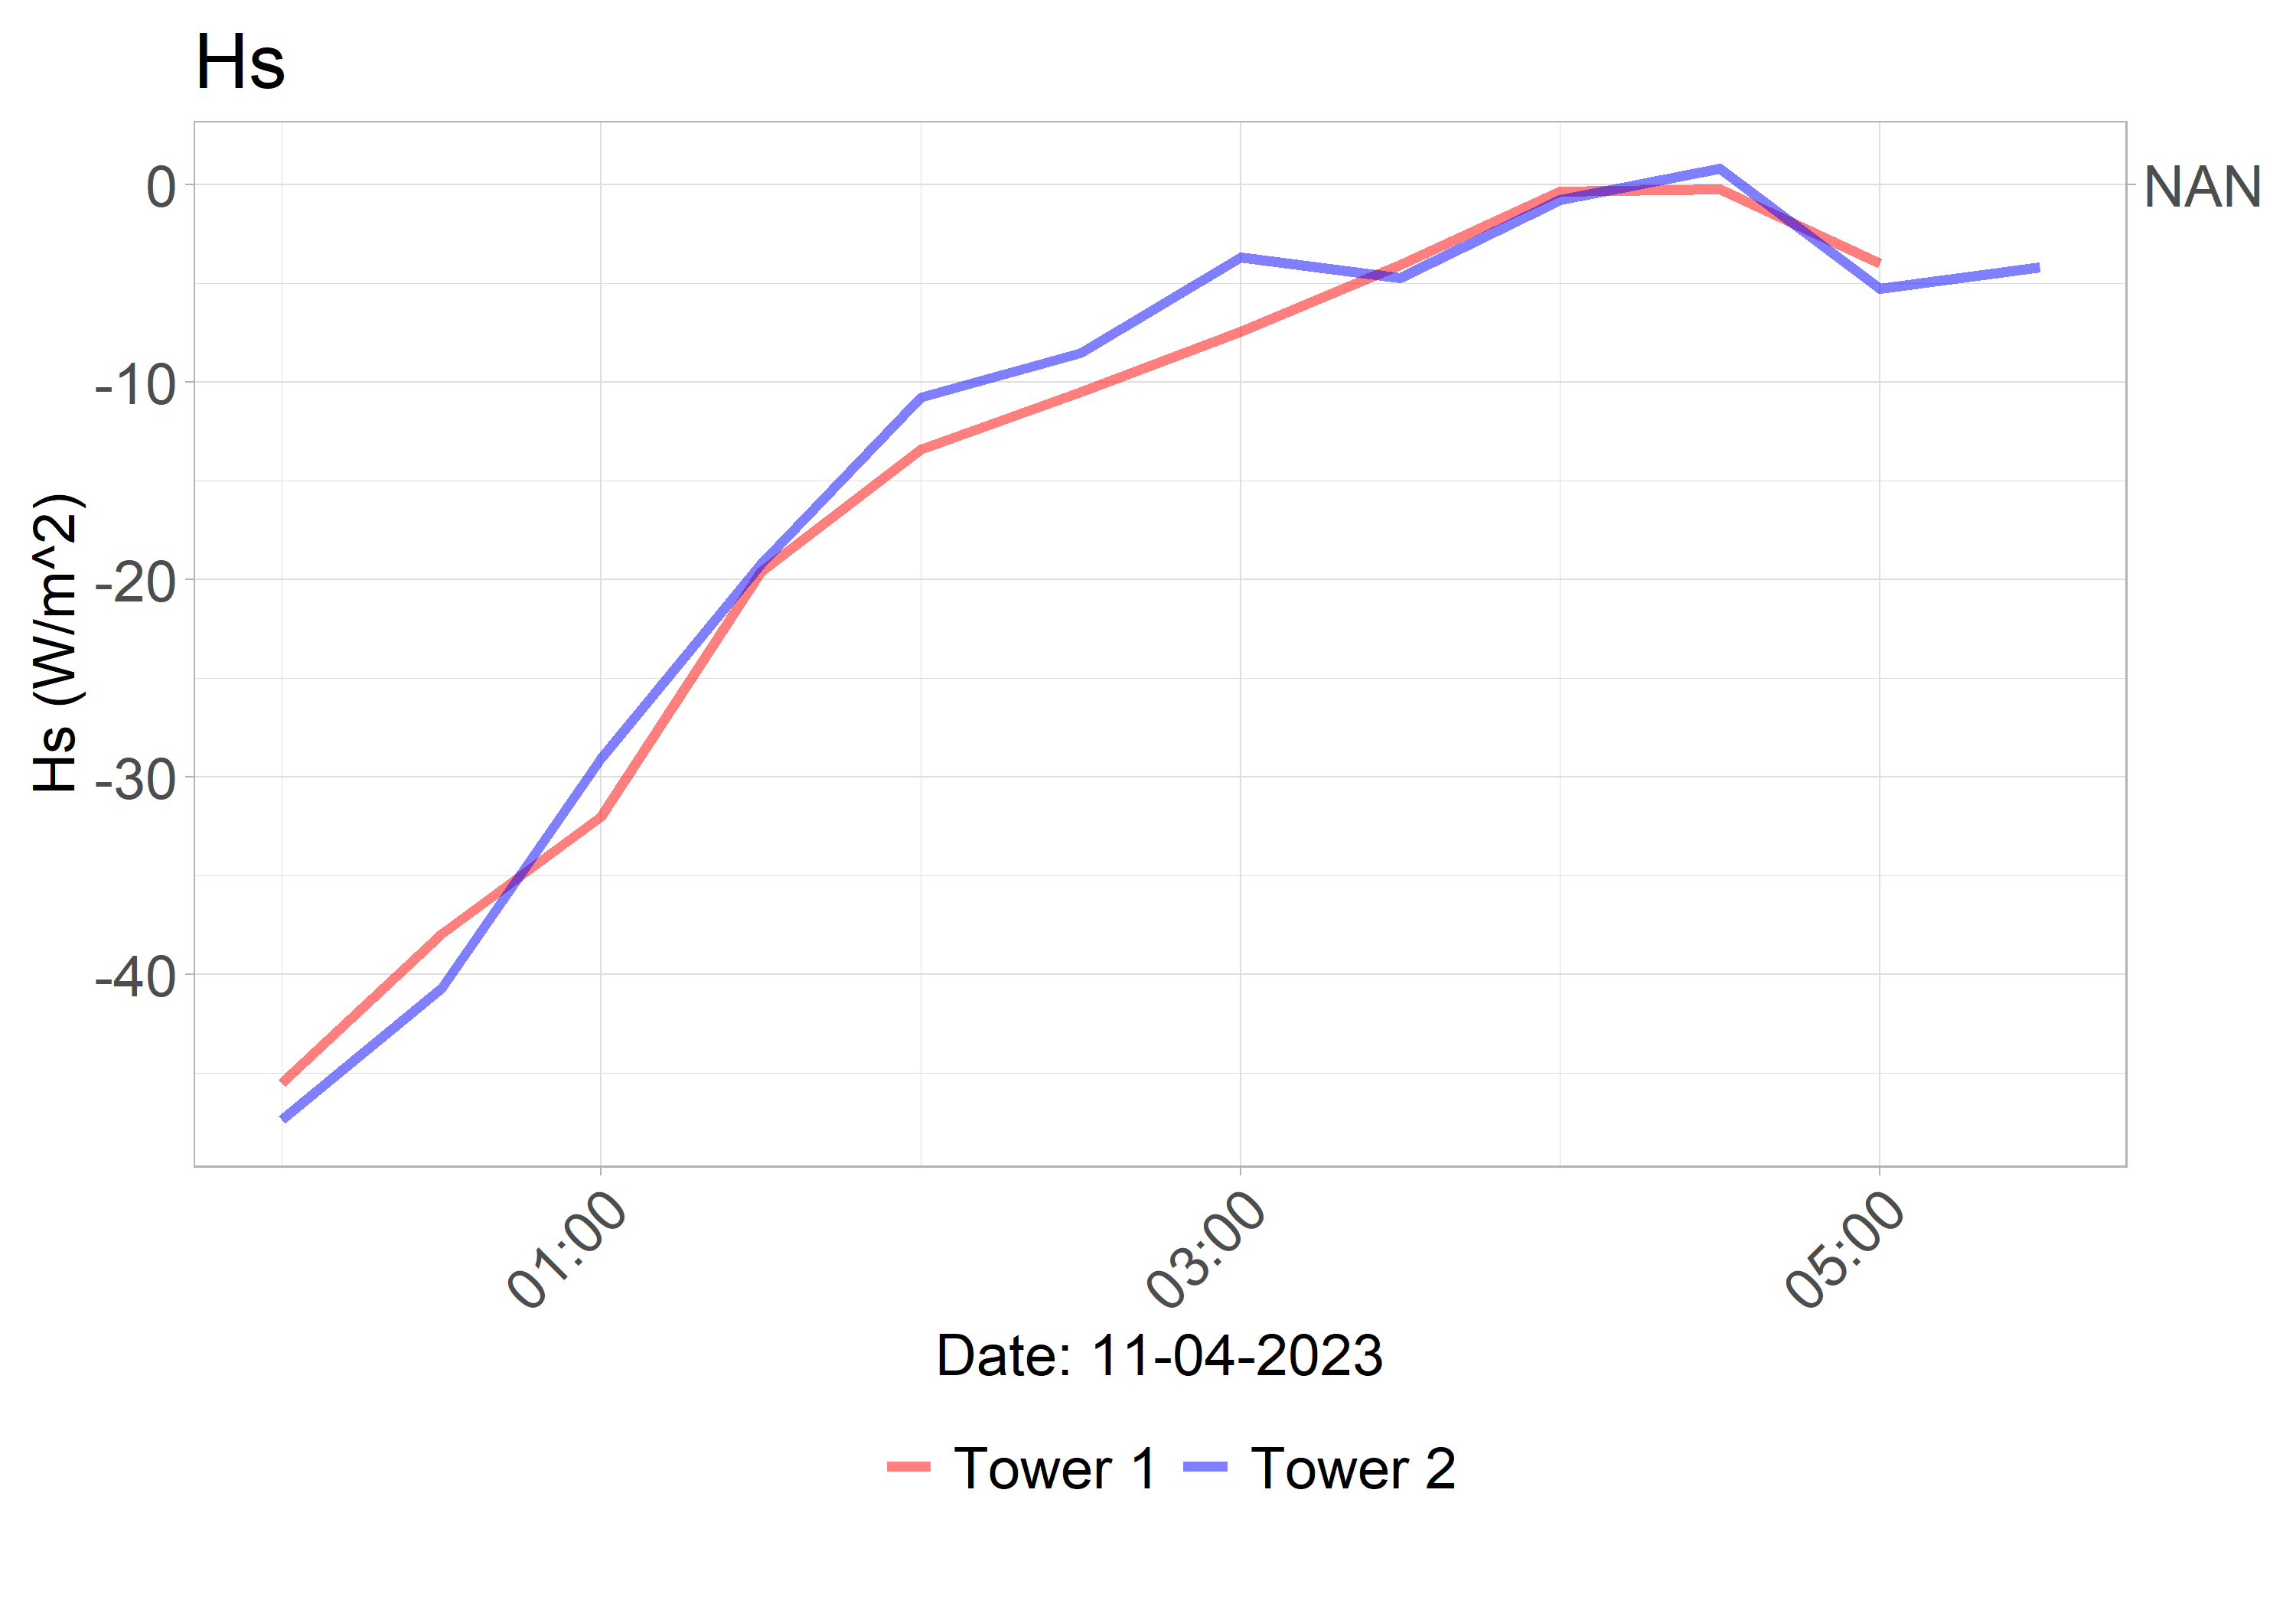 Hs
0
-10
-20
-30
-40
NAN
Hs (W/m^2)
01:00
03:00
05:00
Date: 11-04-2023
Tower 1
Tower 2